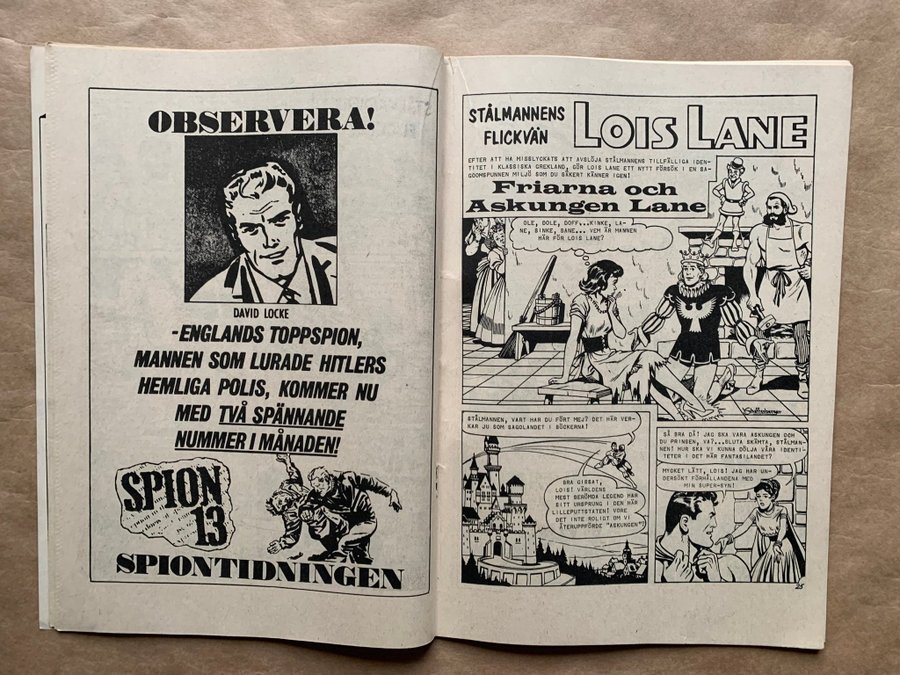 OBSERVERA!
DAVID LOCKE
-ENGLANDS TOPPSPION,
MANNEN SOM LURADE HITLERS
HEMLIGA POLIS, KOMMER NU
MED TVÅ SPÄNNANDE
NUMMER I MÅNADEN!
SPION
13
SPIONTIDNINGEN
STÅLMANNENS
FLICKVÄN
LOIS LANE
EFTER ATT HA MISSLYCKATS ATT AVSLÖJA STÅLMANNENS TILLFÄLLIGA IDEN-
TITET I KLASSISKA GREKLAND, GÖR LOIS LANE ETT NYTT FÖRSÖK I EN SA-
GOOMSPUNNEN MILJÖ SOM DU SÄKERT KÄNNER IGEN!
Friarna och
Askungen Lane
OLE, DOLE, DOFF...KINKE, LA-
NE, BINKE, BANE... VEM ÄR MANNEN
HÄR FÖR LOIS LANE?
STÅLMANNEN, VART HAR DU FÖRT MEJ? DET HÄR VER-
KAR JU SOM SAGOLANDET I BÖCKERNA!
BRA GISSAT,
LOIS! VÄRLDENS
MEST BERÖMDA LEGEND HAR
SITT URSPRUNG I DEN HÄR
LILLEPUTTSTATEN! VORE
DET INTE ROLIGT OM VI
ÅTERUPPFÖRDE "ASKUNGEN"?
SÅ BRA DÅ! JAG SKA VARA ASKUNGEN OCH
DU PRINSEN, VA?...SLUTA SKÄMTA, STÅLMAN-
NEN! HUR SKA VI KUNNA DÖLJA VÅRA IDENTI-
TETER I DET HÄR FANTASILANDET?
MYCKET LÄTT, LOIS! JAG HAR UN-
DERSÖKT FÖRHÅLLANDENA MED
MIN SUPER-SYN!
25